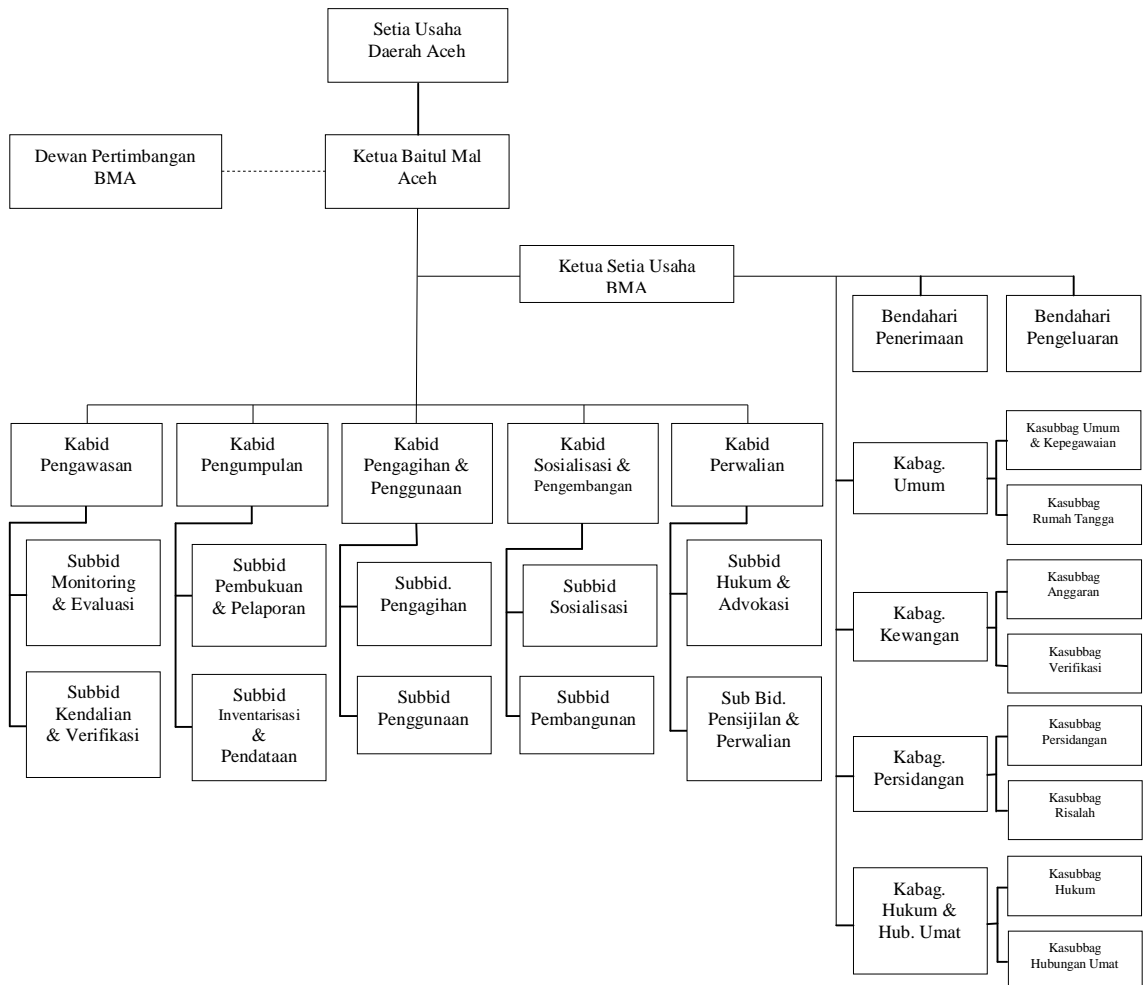 Setia Usaha
Daerah Aceh
Dewan Pertimbangan
BMA
Ketua Baitul Mal
Aceh
Ketua Setia Usaha
BMA
Bendahari
Penerimaan
Bendahari
Pengeluaran
Kabid
Pengawasan
Kabid
Pengumpulan
Kabid
Pengagihan &
Penggunaan
Kabid
Sosialisasi &
Pengembangan
Kabid
Perwalian
Subbid
Monitoring
& Evaluasi
Subbid
Pembukuan
& Pelaporan
Subbid.
Pengagihan
Subbid
Sosialisasi
Subbid
Hukum &
Advokasi
Subbid
Kendalian
& Verifikasi
Subbid
Inventarisasi
&
Pendataan
Subbid
Penggunaan
Subbid
Pembangunan
Sub Bid.
Pensijilan &
Perwalian
Kabag.
Umum
Kasubbag Umum
& Kepegawaian
Kasubbag
Rumah Tangga
Kabag.
Kewangan
Kasubbag
Anggaran
Kasubbag
Verifikasi
Kabag.
Persidangan
Kasubbag
Persidangan
Kasubbag
Risalah
Kabag.
Hukum &
Hub. Umat
Kasubbag
Hukum
Kasubbag
Hubungan Umat